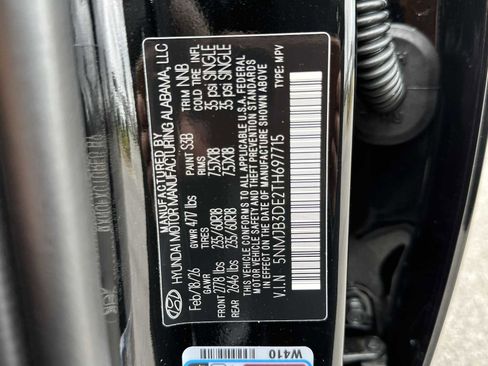 MANUFACTURED BY
HYUNDAI MOTOR MANUFACTURING ALABAMA, LLC
Feb/18/26 GVWR 4717 lbs PAINT S3B TRIM NNB
GAWR TIRES RIMS COLD TIRE INFL
FRONT 2778 lbs 235/60R18 7.5JX18 35 psi SINGLE
REAR 2646 lbs 235/60R18 7.5JX18 35 psi SINGLE
THIS VEHICLE CONFORMS TO ALL APPLICABLE U.S.A. FEDERAL
MOTOR VEHICLE SAFETY, BUMPER, AND THEFT PREVENTION STANDARDS
IN EFFECT ON THE DATE OF MANUFACTURE SHOWN ABOVE
V.I.N 5NMJB3DE2TH697715 TYPE: MPV
W410